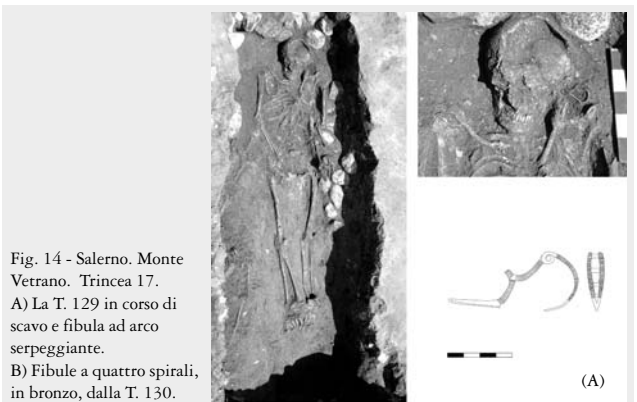 Fig. 14 - Salerno. Monte
Vetrano. Trincea 17.
A) La T. 129 in corso di
scavo e fibula ad arco
serpeggiante.
B) Fibule a quattro spirali,
in bronzo, dalla T. 130.
(A)